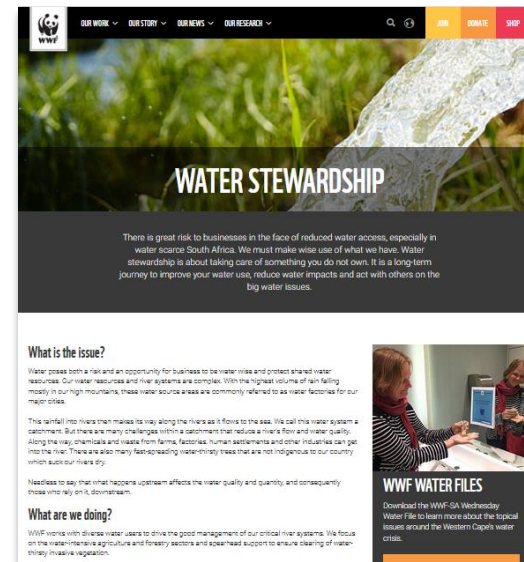 WWF
OUR WORK
OUR STORY
OUR NEWS
OUR RESEARCH
JOIN
DONATE
SHOP
WATER STEWARDSHIP
There is great risk to businesses in the face of reduced water access, especially in
water scarce South Africa. We must make wise use of what we have. Water
stewardship is about taking care of something you do not own. It is a long-term
journey to improve your water use, reduce water impacts and act with others on the
big water issues.
What is the issue?
Water poses both a risk and an opportunity for business to be water wise and protect shared water
resources. Our water resources and river systems are complex. With the highest volume of rain falling
mostly in our high mountains, these water source areas are commonly referred to as water factories for our
major cities.
This rainfall into rivers then makes its way along the rivers as it flows to the sea. We call this water system a
catchment. But there are many challenges within a catchment that reduce a river's flow and water quality.
Along the way, chemicals and waste from farms, factories, human settlements and other industries can get
into the river. There are also many fast-spreading water-thirsty trees that are not indigenous to our country
which suck our rivers dry.
Needless to say that what happens upstream affects the water quality and quantity, and consequently
those who rely on it, downstream.
What are we doing?
WWF works with diverse water users to drive the good management of our critical river systems. We focus
on the water-intensive agriculture and forestry sectors and spearhead support to ensure clearing of water-
thirsty invasive vegetation.
WWF WATER FILES
Download the WWF-SA Wednesday
Water File to learn more about the topical
issues around the Western Cape's water
crisis.